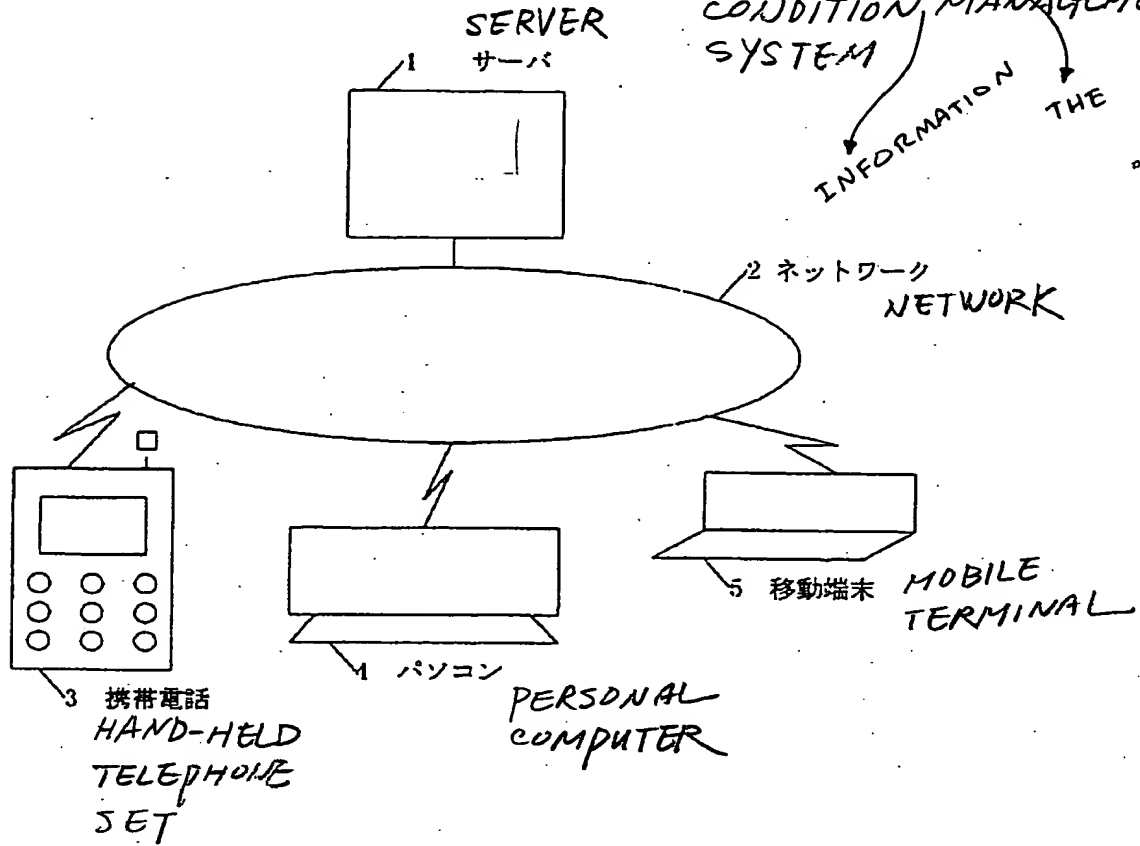 SERVER
1 サーバ
CONDITION MANAGEME
SYSTEM
INFORMATION
THE
2 ネットワーク
NETWORK
3 携帯電話
HAND-HELD
TELEPHONE
SET
4 パソコン
PERSONAL
COMPUTER
5 移動端末
MOBILE
TERMINAL